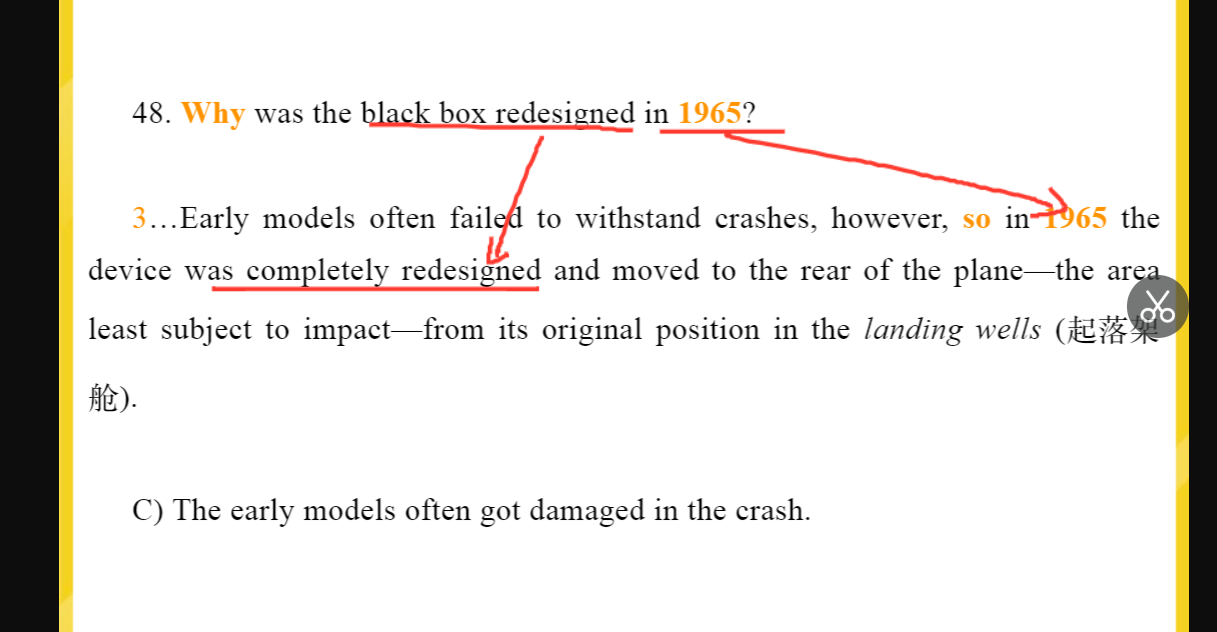 48. Why was the black box redesigned in 1965?
3…Early models often failed to withstand crashes, however, so in 1965 the
device was completely redesigned and moved to the rear of the plane—the area
least subject to impact—from its original position in the landing wells (起落架
舱).
C) The early models often got damaged in the crash.